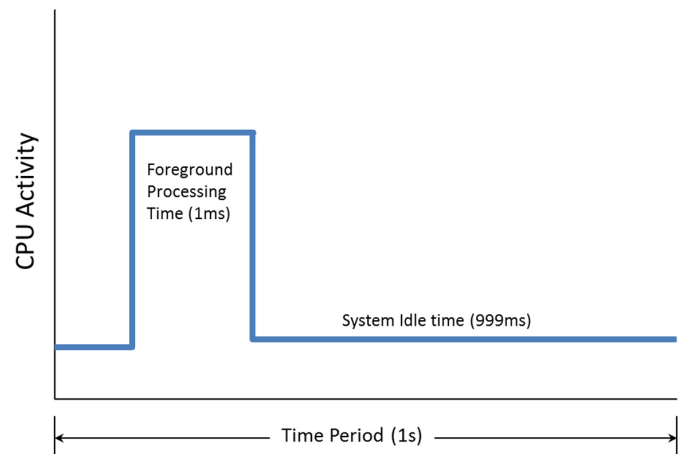 CPU Activity
Foreground
Processing
Time (1ms)
System Idle time (999ms)
Time Period (1s)